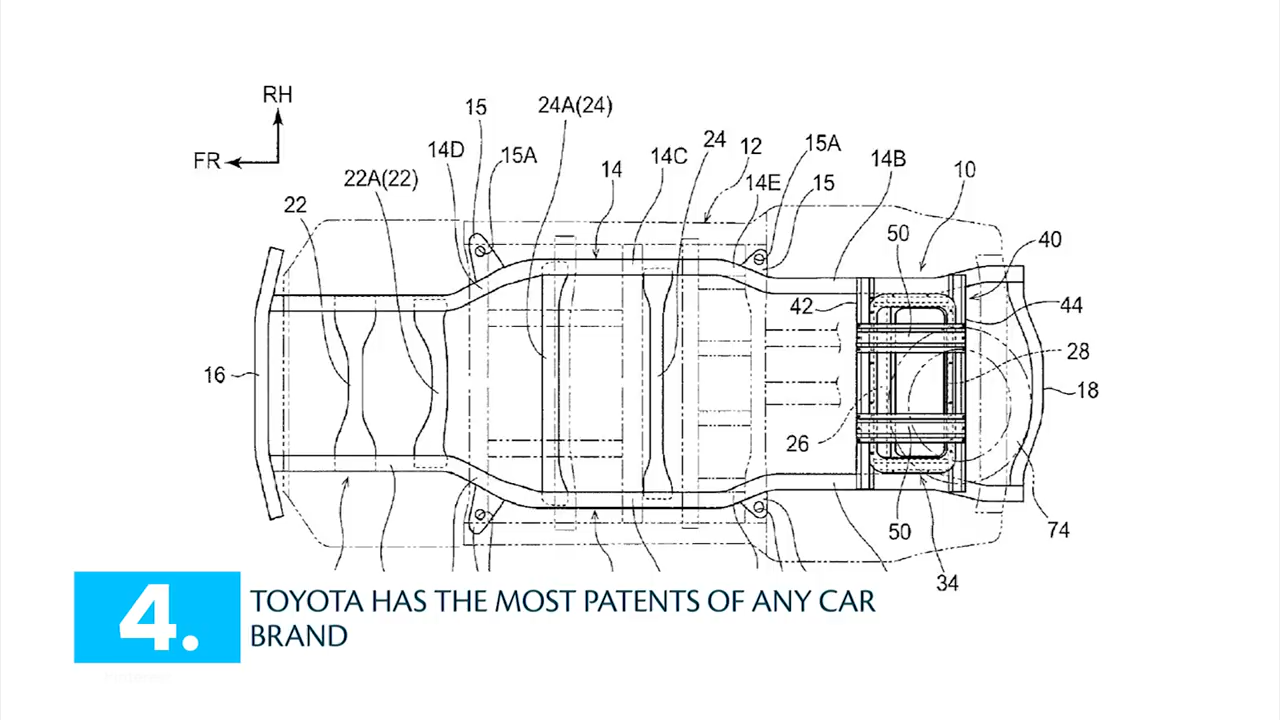 RH
FR
15
24A(24)
14D
15A
14
14C
24
12
15A
14B
10
22A(22)
14E
15
22
50
40
42
44
16
28
18
26
50
74
34
4.
TOYOTA HAS THE MOST PATENTS OF ANY CAR
BRAND